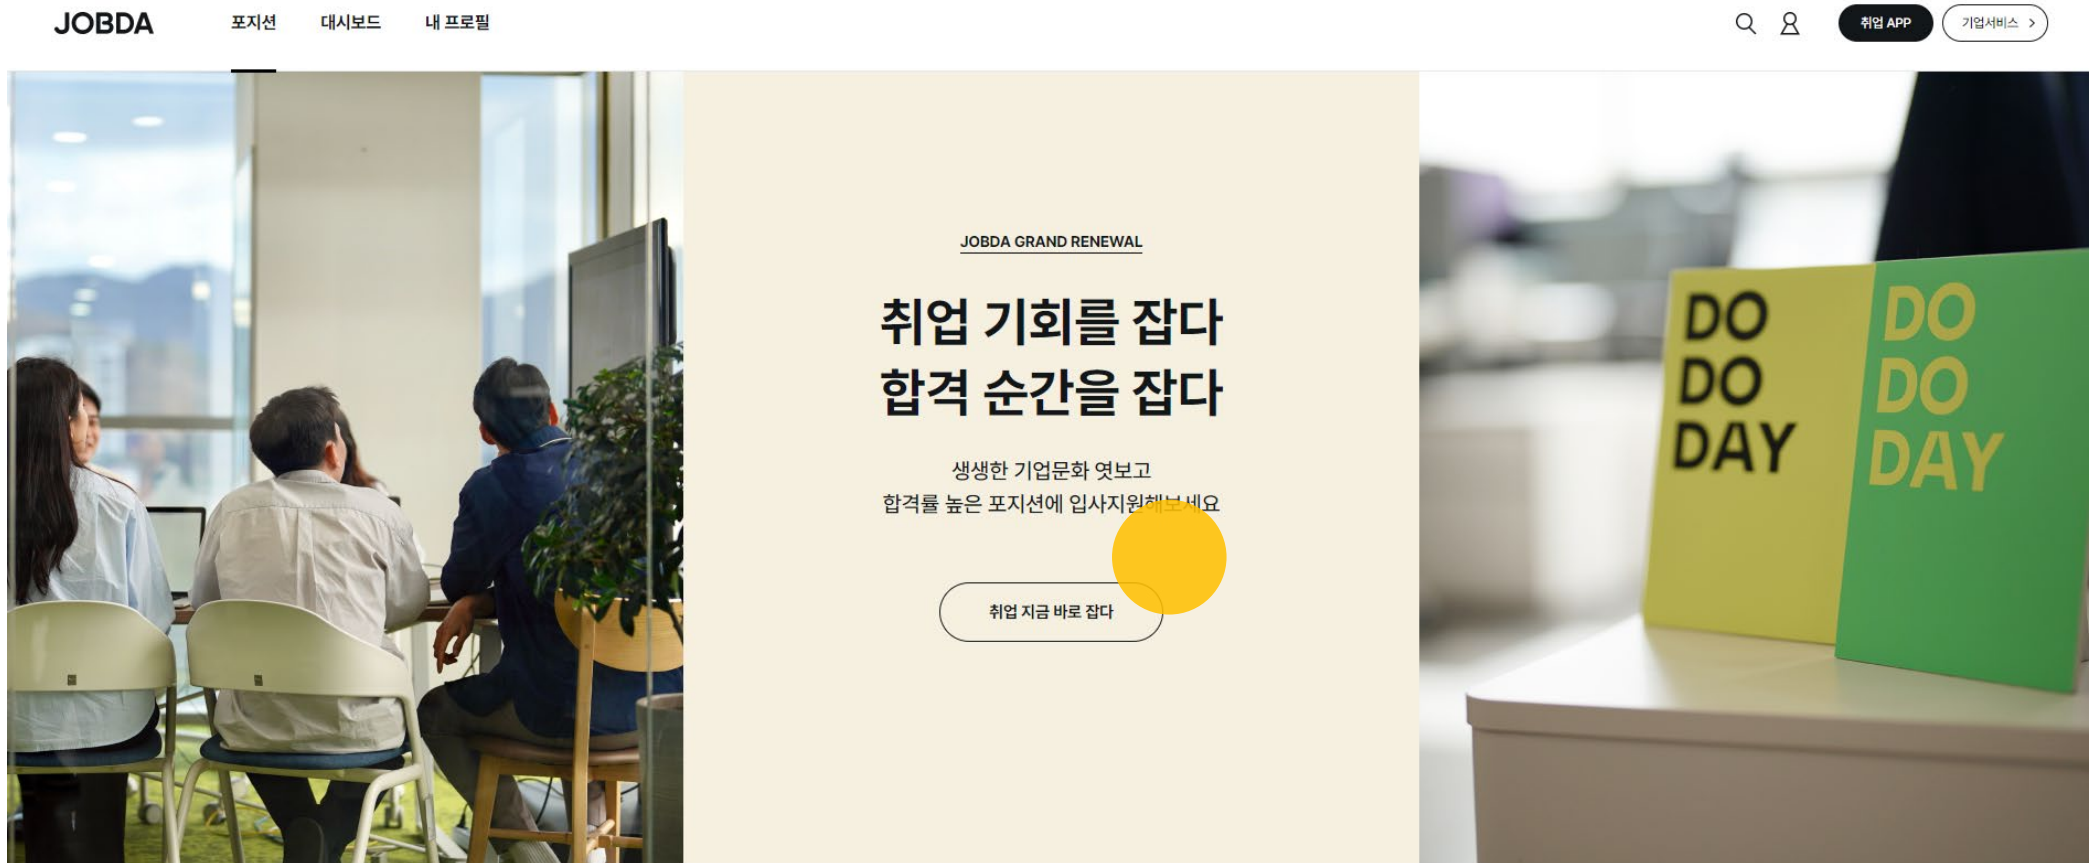 JOBDA 포지션 대시보드 내 프로필 취업 APP 기업서비스 >
JOBDA GRAND RENEWAL
취업 기회를 잡다
합격 순간을 잡다
생생한 기업문화 엿보고
합격률 높은 포지션에 입사지원해보세요
취업 지금 바로 잡다
DO
DO
DAY
DO
DO
DAY